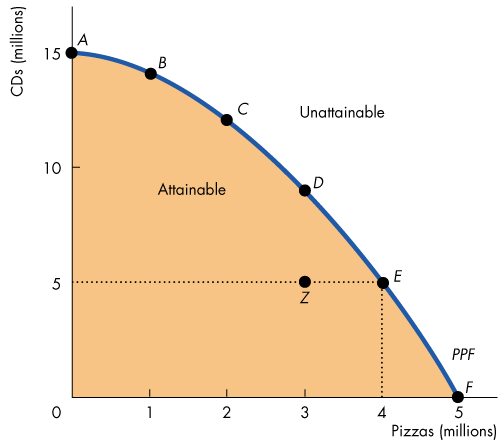 CDs (millions)
15
A
B
C
Unattainable
10
Attainable
D
5
Z
E
PPF
F
0
1
2
3
4
5
Pizzas (millions)